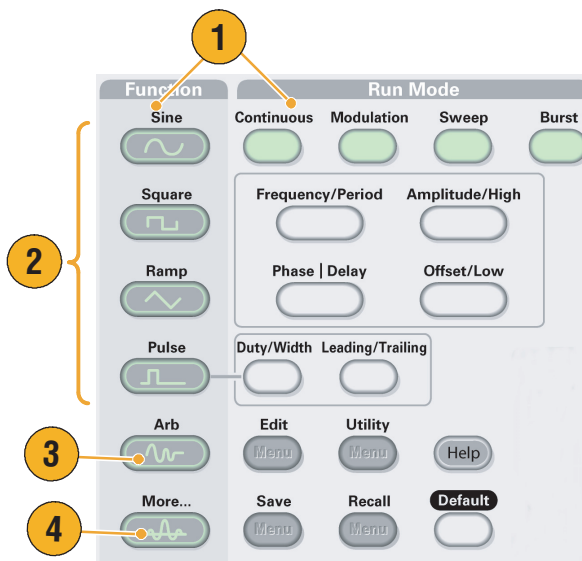 1
Function
Run Mode
Sine
Continuous
Modulation
Sweep
Burst
2
Square
Frequency/Period
Amplitude/High
Ramp
Phase | Delay
Offset/Low
Pulse
Duty/Width
Leading/Trailing
3
Arb
Edit
Menu
Utility
Menu
Help
4
More...
Save
Menu
Recall
Menu
Default